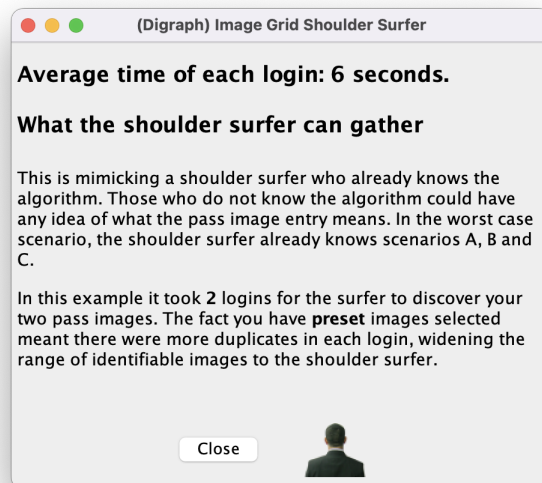 (Digraph) Image Grid Shoulder Surfer
Average time of each login: 6 seconds.
What the shoulder surfer can gather
This is mimicking a shoulder surfer who already knows the
algorithm. Those who do not know the algorithm could have
any idea of what the pass image entry means. In the worst case
scenario, the shoulder surfer already knows scenarios A, B and
C.
In this example it took 2 logins for the surfer to discover your
two pass images. The fact you have preset images selected
meant there were more duplicates in each login, widening the
range of identifiable images to the shoulder surfer.
Close